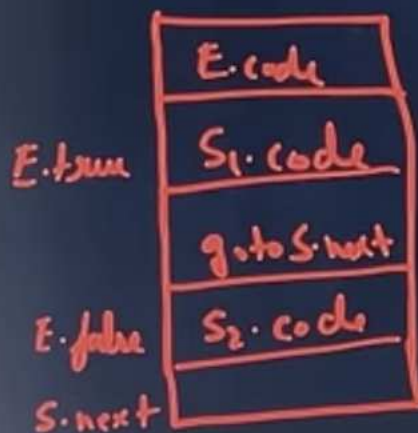 E.code
E.true S₁.code
goto S.next
E.false S₂.code
S.next